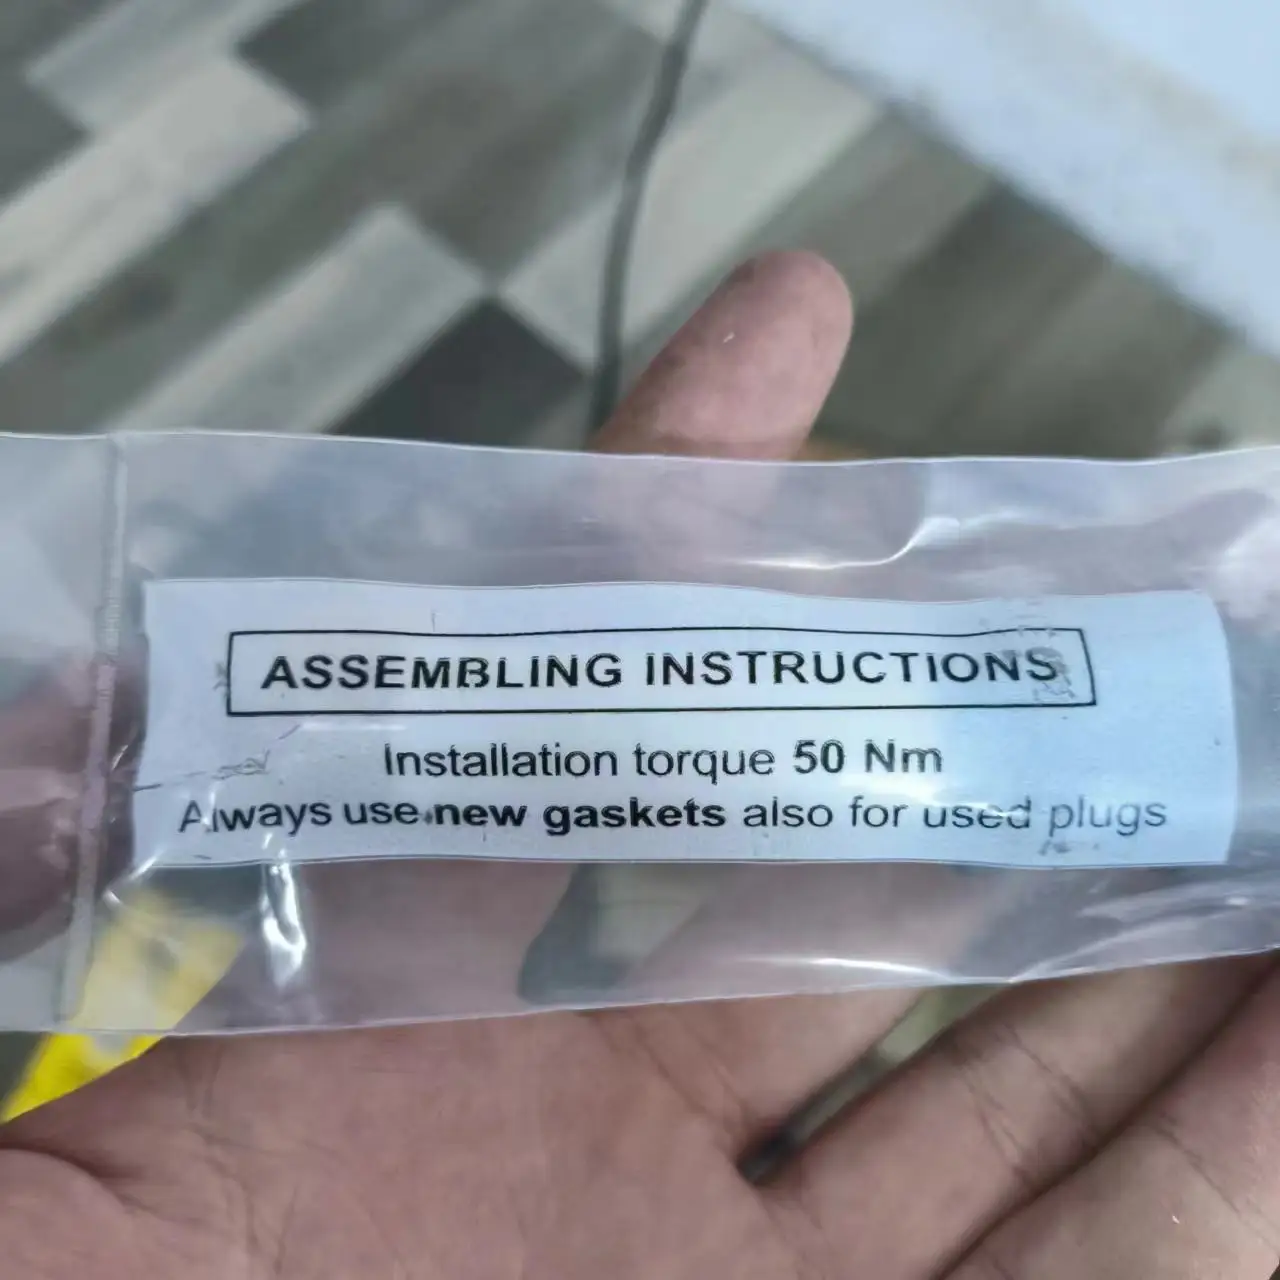 ASSEMBLING INSTRUCTIONS
Installation torque 50 Nm
Always use new gaskets also for used plugs